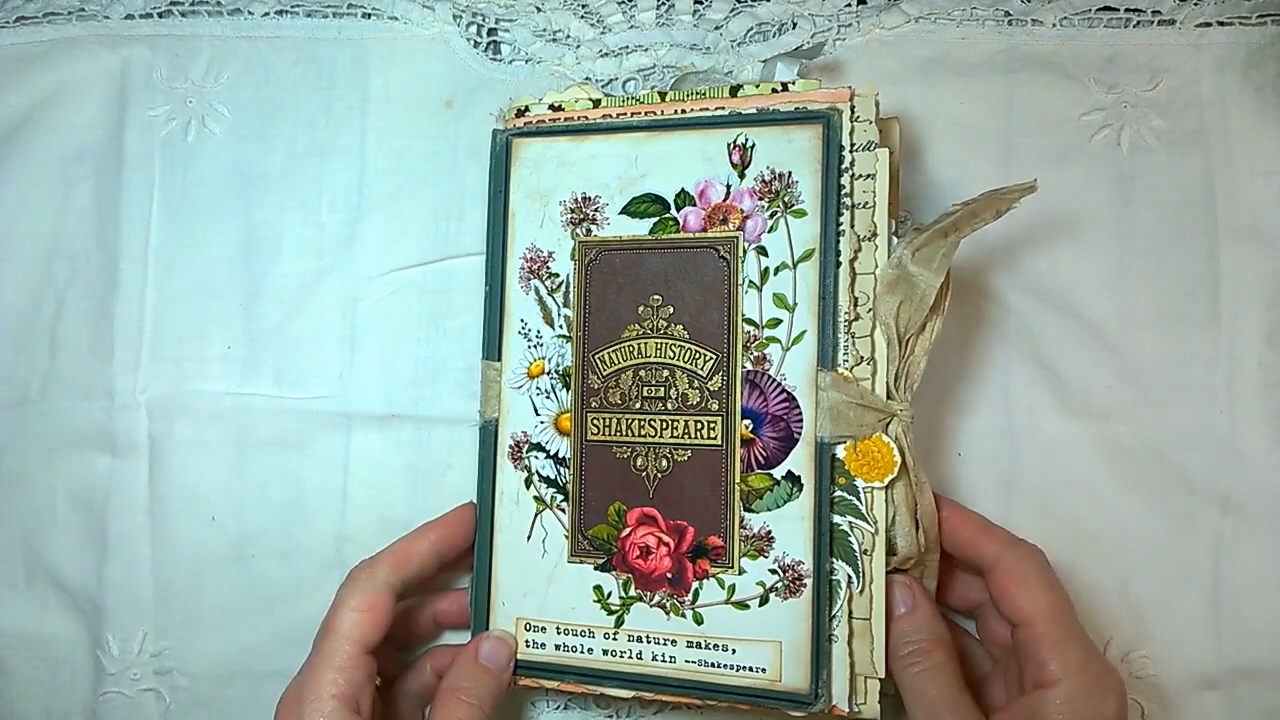 NATURAL HISTORY
OF
SHAKESPEARE
One touch of nature makes,
the whole world kin --Shakespeare